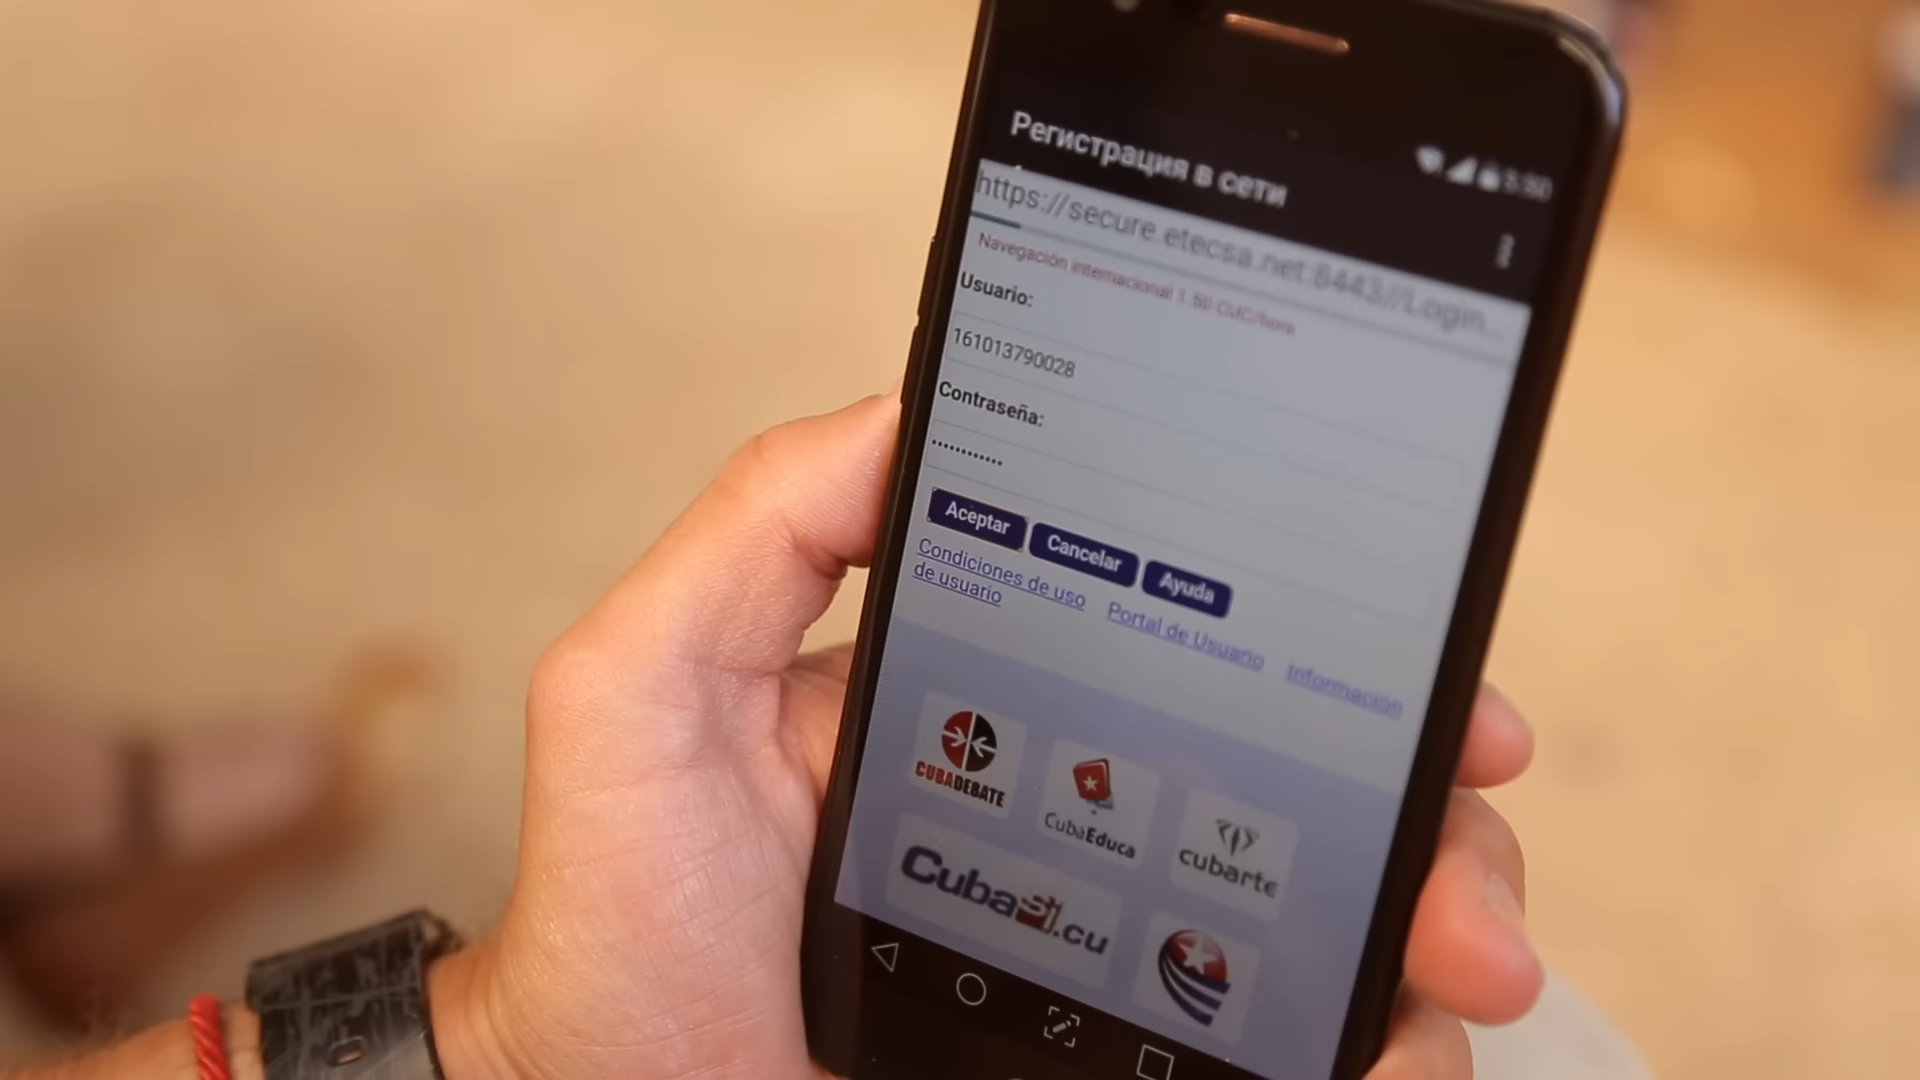 Регистрация в сети
https://secure.etecsa.net:8443//Login...
Navegación internacional 1.50 CUC/hora
Usuario:
161013790028
Contraseña:
............
Aceptar Cancelar Ayuda
Condiciones de uso Portal de Usuario Información
de usuario
CUBADEBATE
CubaEduca
cubarte
Cubasi.cu